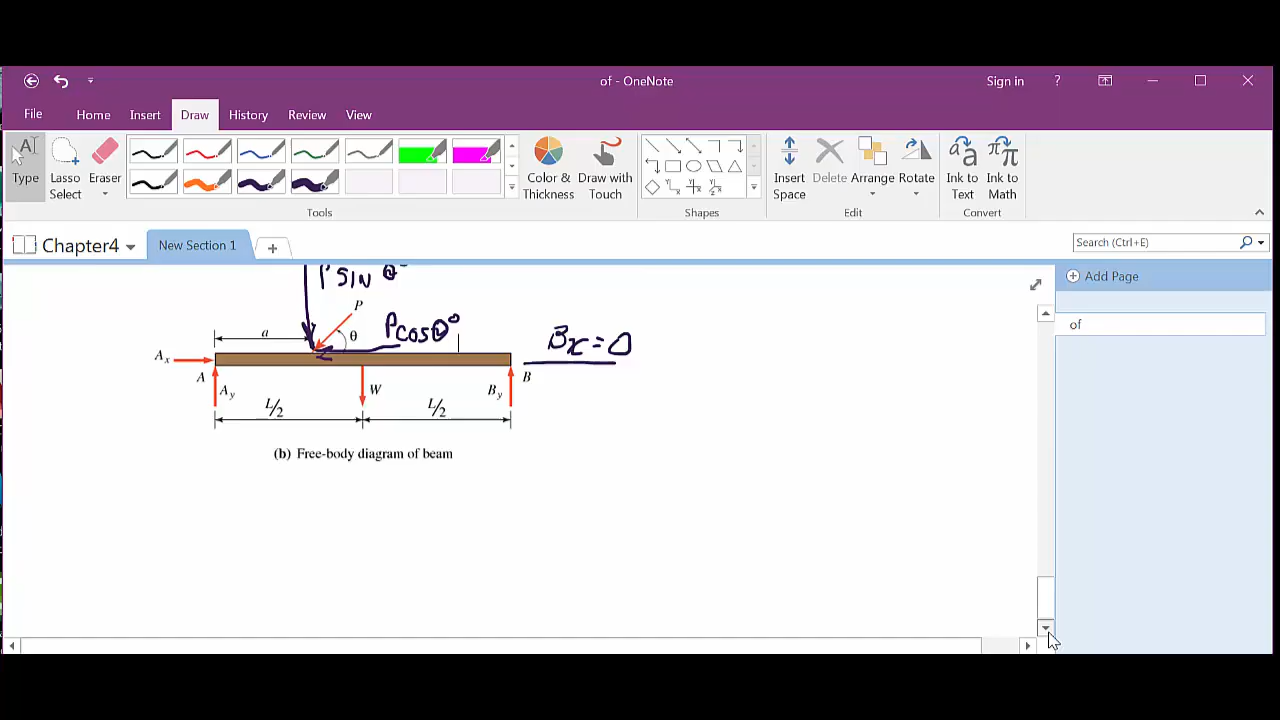 of - OneNote
Sign in
?
File
Home
Insert
Draw
History
Review
View
Type
Lasso Select
Eraser
Color & Thickness
Draw with Touch
Insert Space
Delete
Arrange
Rotate
Ink to Text
Ink to Math
Tools
Shapes
Edit
Convert
Chapter4
New Section 1
Search (Ctrl+E)
Add Page
of
P SIN θ°
P
a
θ
Pcosθ°
Bx=0
Ax
A
Ay
W
By
B
L/2
L/2
(b) Free-body diagram of beam